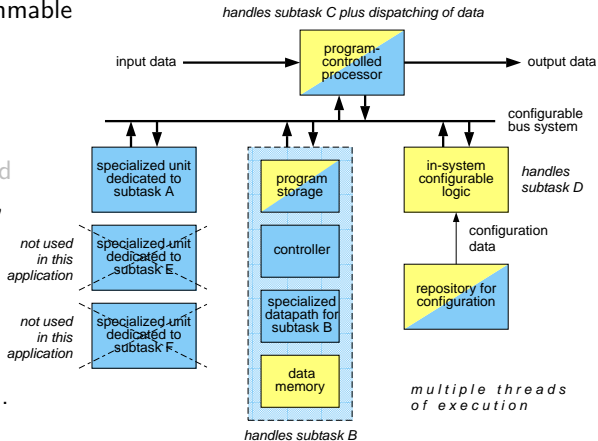 mmable
handles subtask C plus dispatching of data
input data
program-
controlled
processor
output data
configurable
bus system
specialized unit
dedicated to
subtask A
program
storage
in-system
configurable
logic
handles
subtask D
d
,
not used
in this
application
specialized unit
dedicated to
subtask E
controller
configuration
data
not used
in this
application
specialized unit
dedicated to
subtask F
specialized
datapath for
subtask B
repository for
configuration
data
memory
multiple threads
of execution
.
handles subtask B